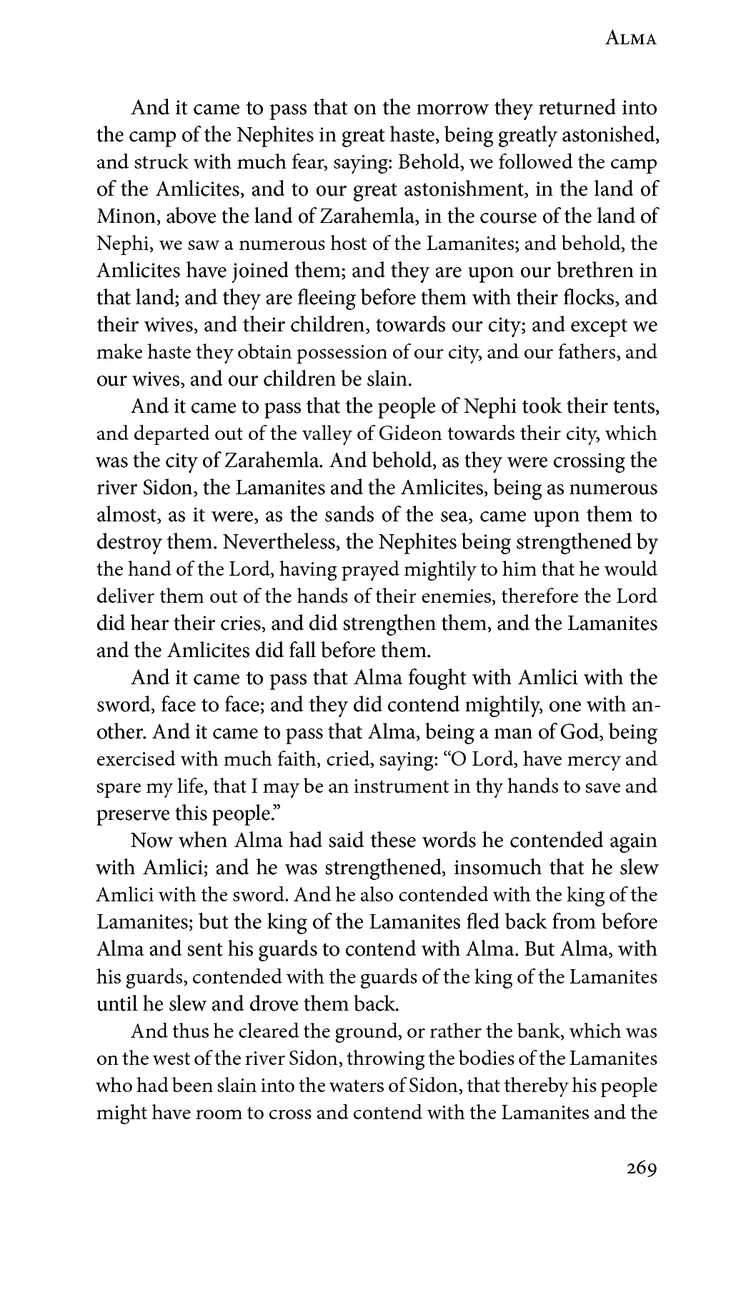 Alma
And it came to pass that on the morrow they returned into
the camp of the Nephites in great haste, being greatly astonished,
and struck with much fear, saying: Behold, we followed the camp
of the Amlicites, and to our great astonishment, in the land of
Minon, above the land of Zarahemla, in the course of the land of
Nephi, we saw a numerous host of the Lamanites; and behold, the
Amlicites have joined them; and they are upon our brethren in
that land; and they are fleeing before them with their flocks, and
their wives, and their children, towards our city; and except we
make haste they obtain possession of our city, and our fathers, and
our wives, and our children be slain.
And it came to pass that the people of Nephi took their tents,
and departed out of the valley of Gideon towards their city, which
was the city of Zarahemla. And behold, as they were crossing the
river Sidon, the Lamanites and the Amlicites, being as numerous
almost, as it were, as the sands of the sea, came upon them to
destroy them. Nevertheless, the Nephites being strengthened by
the hand of the Lord, having prayed mightily to him that he would
deliver them out of the hands of their enemies, therefore the Lord
did hear their cries, and did strengthen them, and the Lamanites
and the Amlicites did fall before them.
And it came to pass that Alma fought with Amlici with the
sword, face to face; and they did contend mightily, one with an-
other. And it came to pass that Alma, being a man of God, being
exercised with much faith, cried, saying: “O Lord, have mercy and
spare my life, that I may be an instrument in thy hands to save and
preserve this people.”
Now when Alma had said these words he contended again
with Amlici; and he was strengthened, insomuch that he slew
Amlici with the sword. And he also contended with the king of the
Lamanites; but the king of the Lamanites fled back from before
Alma and sent his guards to contend with Alma. But Alma, with
his guards, contended with the guards of the king of the Lamanites
until he slew and drove them back.
And thus he cleared the ground, or rather the bank, which was
on the west of the river Sidon, throwing the bodies of the Lamanites
who had been slain into the waters of Sidon, that thereby his people
might have room to cross and contend with the Lamanites and the
269